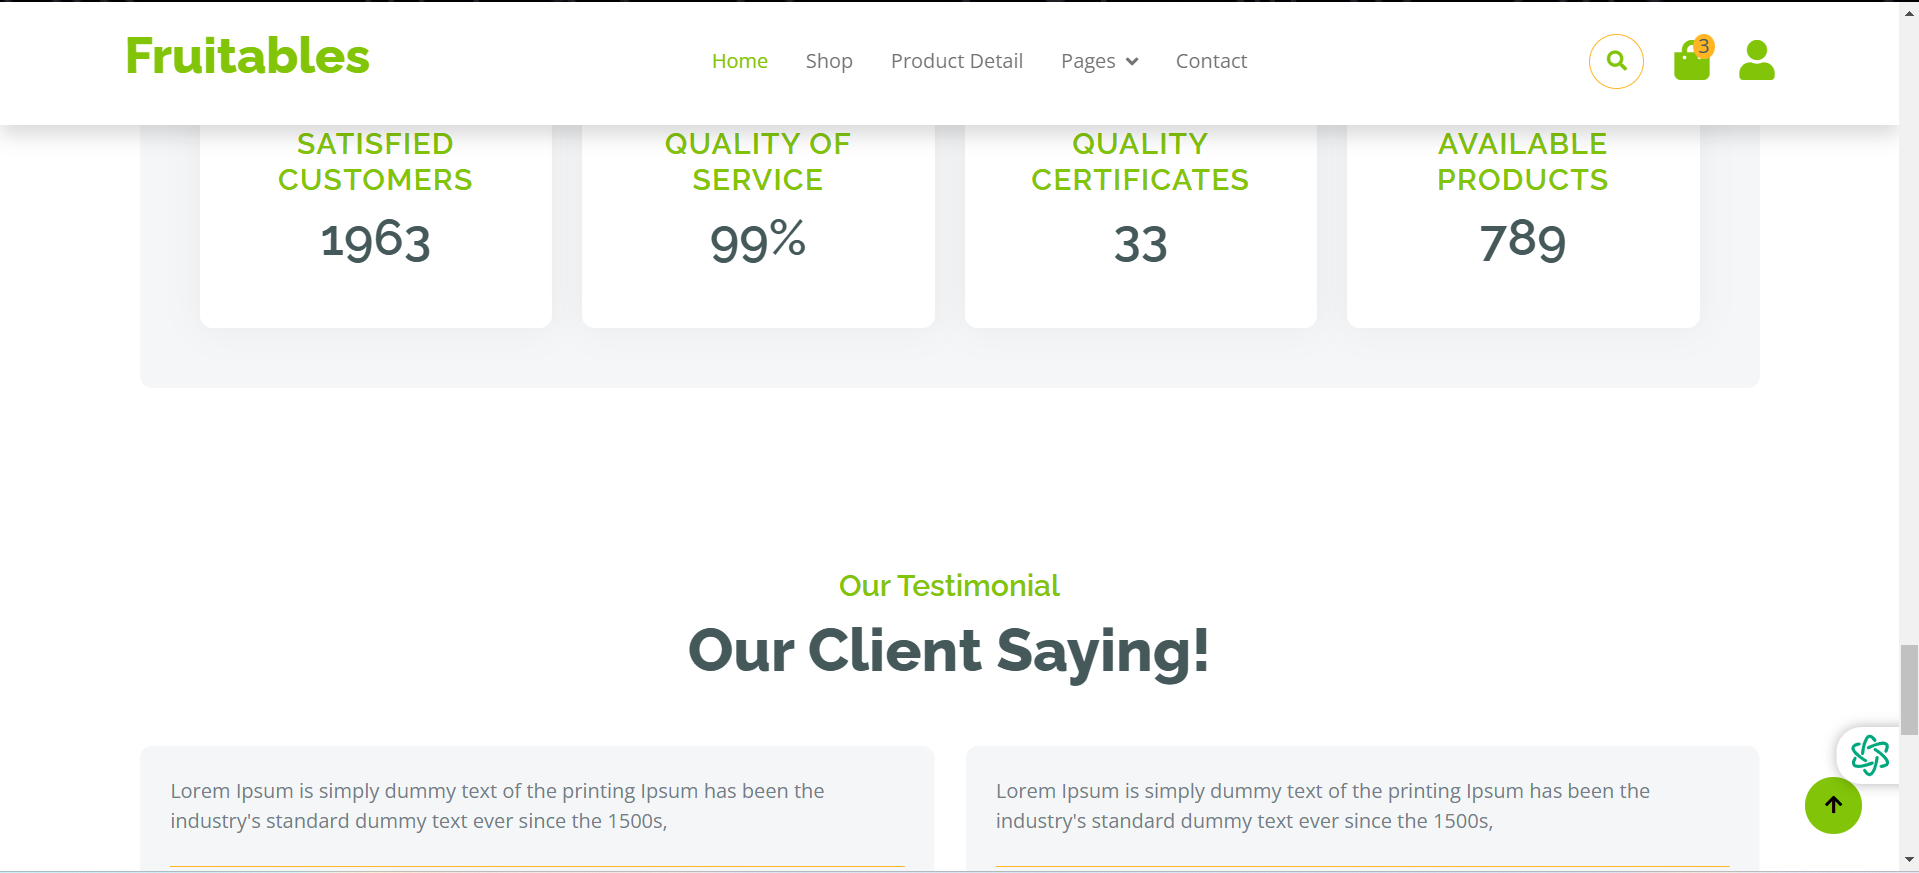 Fruitables
Home Shop Product Detail Pages Contact
3
SATISFIED
CUSTOMERS
1963
QUALITY OF
SERVICE
99%
QUALITY
CERTIFICATES
33
AVAILABLE
PRODUCTS
789
Our Testimonial
Our Client Saying!
Lorem Ipsum is simply dummy text of the printing Ipsum has been the
industry's standard dummy text ever since the 1500s,
Lorem Ipsum is simply dummy text of the printing Ipsum has been the
industry's standard dummy text ever since the 1500s,